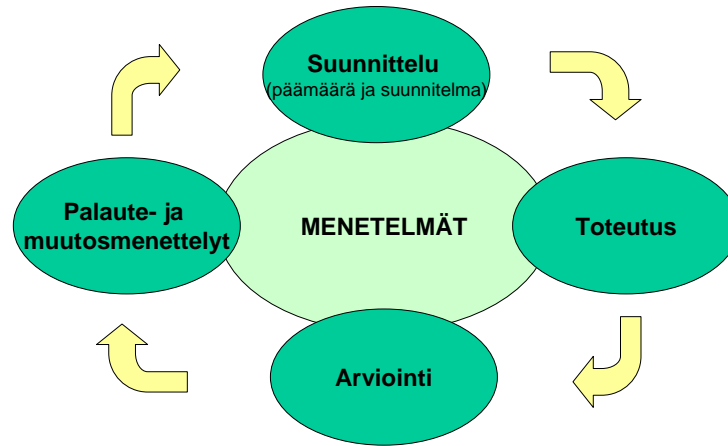 Suunnittelu
(päämäärä ja suunnitelma)
Palaute- ja
muutosmenettelyt
MENETELMÄT
Toteutus
Arviointi